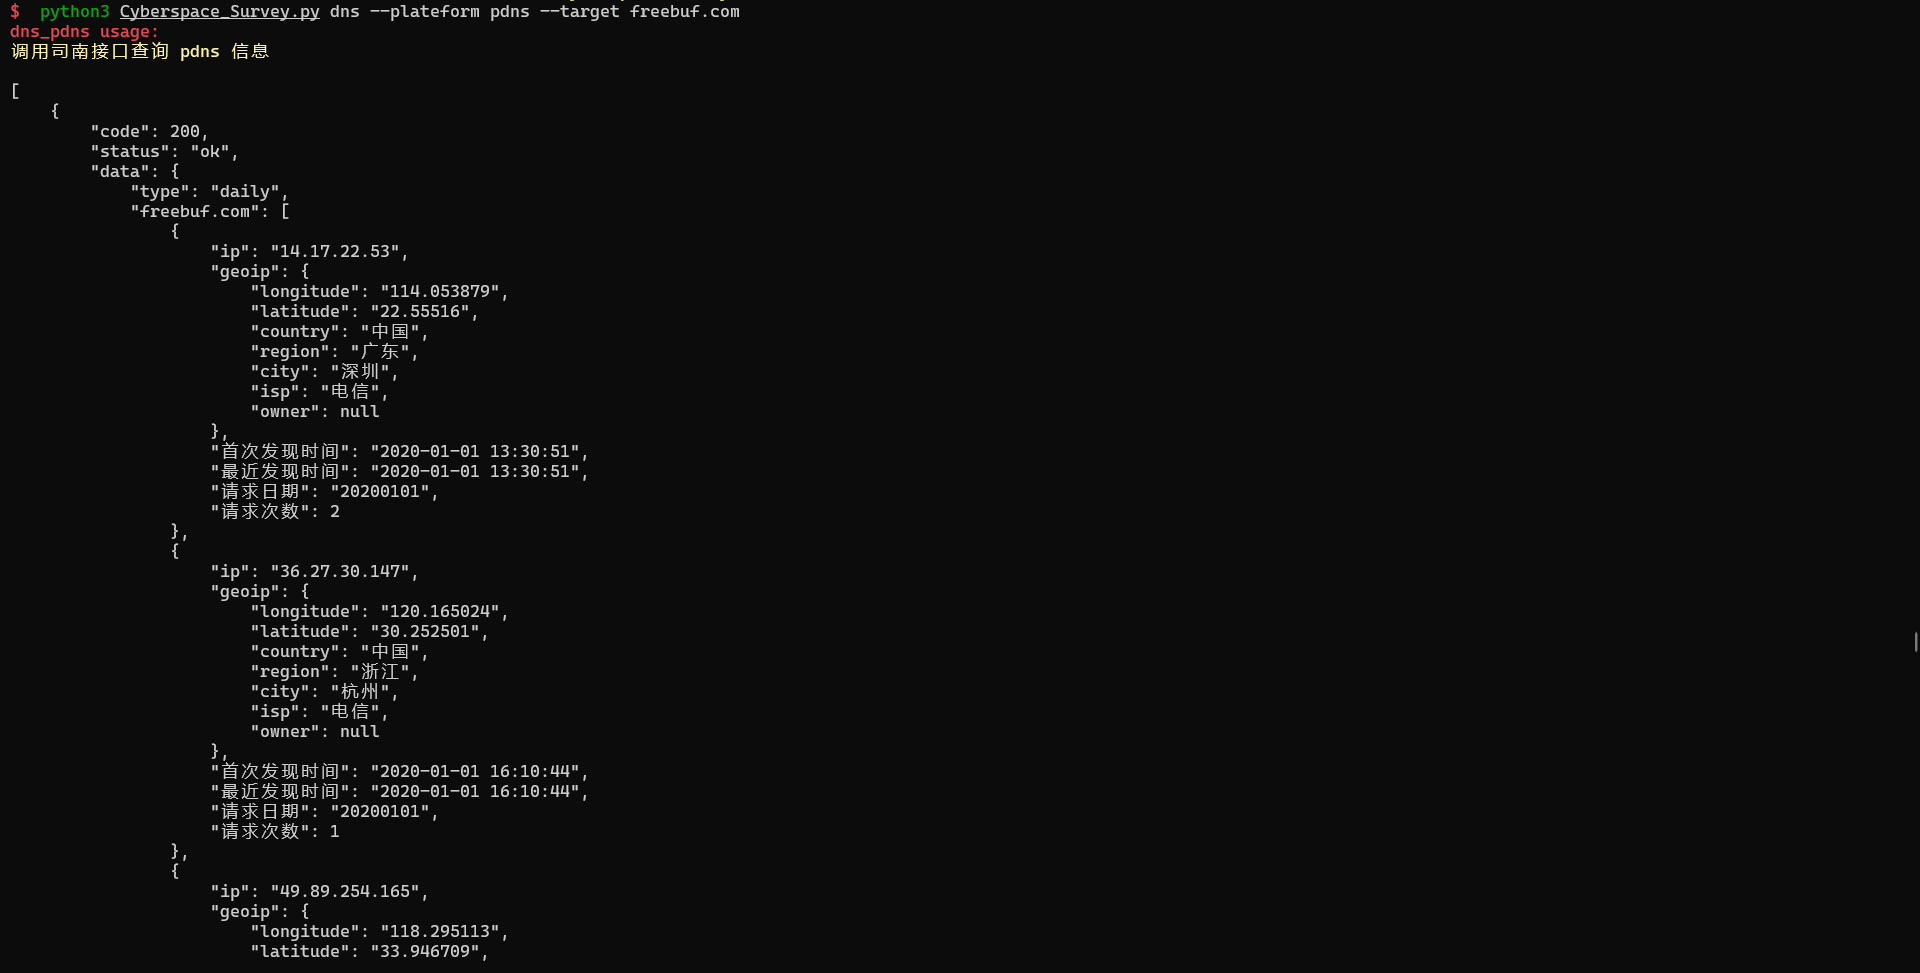 $  python3 Cyberspace_Survey.py dns --plateform pdns --target freebuf.com
dns_pdns usage:
调用司南接口查询 pdns 信息
[
    {
        "code": 200,
        "status": "ok",
        "data": {
            "type": "daily",
            "freebuf.com": [
                {
                    "ip": "14.17.22.53",
                    "geoip": {
                        "longitude": "114.053879",
                        "latitude": "22.55516",
                        "country": "中国",
                        "region": "广东",
                        "city": "深圳",
                        "isp": "电信",
                        "owner": null
                    },
                    "首次发现时间": "2020-01-01 13:30:51",
                    "最近发现时间": "2020-01-01 13:30:51",
                    "请求日期": "20200101",
                    "请求次数": 2
                },
                {
                    "ip": "36.27.30.147",
                    "geoip": {
                        "longitude": "120.165024",
                        "latitude": "30.252501",
                        "country": "中国",
                        "region": "浙江",
                        "city": "杭州",
                        "isp": "电信",
                        "owner": null
                    },
                    "首次发现时间": "2020-01-01 16:10:44",
                    "最近发现时间": "2020-01-01 16:10:44",
                    "请求日期": "20200101",
                    "请求次数": 1
                },
                {
                    "ip": "49.89.254.165",
                    "geoip": {
                        "longitude": "118.295113",
                        "latitude": "33.946709",